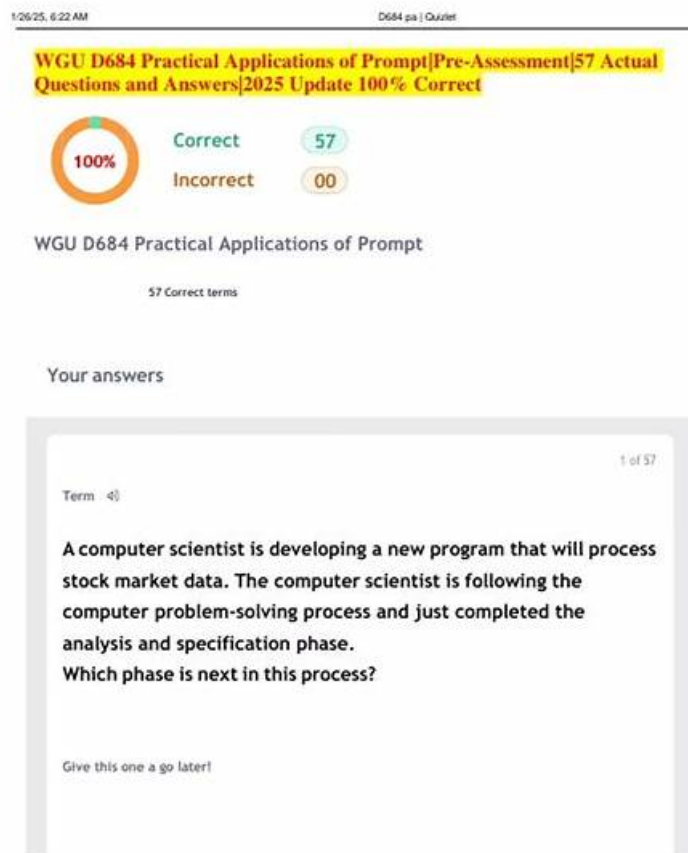 1/26/25, 6:22 AM
D684 pa | Quizlet
WGU D684 Practical Applications of Prompt|Pre-Assessment|57 Actual
Questions and Answers|2025 Update 100% Correct
100%
Correct 57
Incorrect 00
WGU D684 Practical Applications of Prompt
57 Correct terms
Your answers
1 of 57
Term
A computer scientist is developing a new program that will process
stock market data. The computer scientist is following the
computer problem-solving process and just completed the
analysis and specification phase.
Which phase is next in this process?
Give this one a go later!